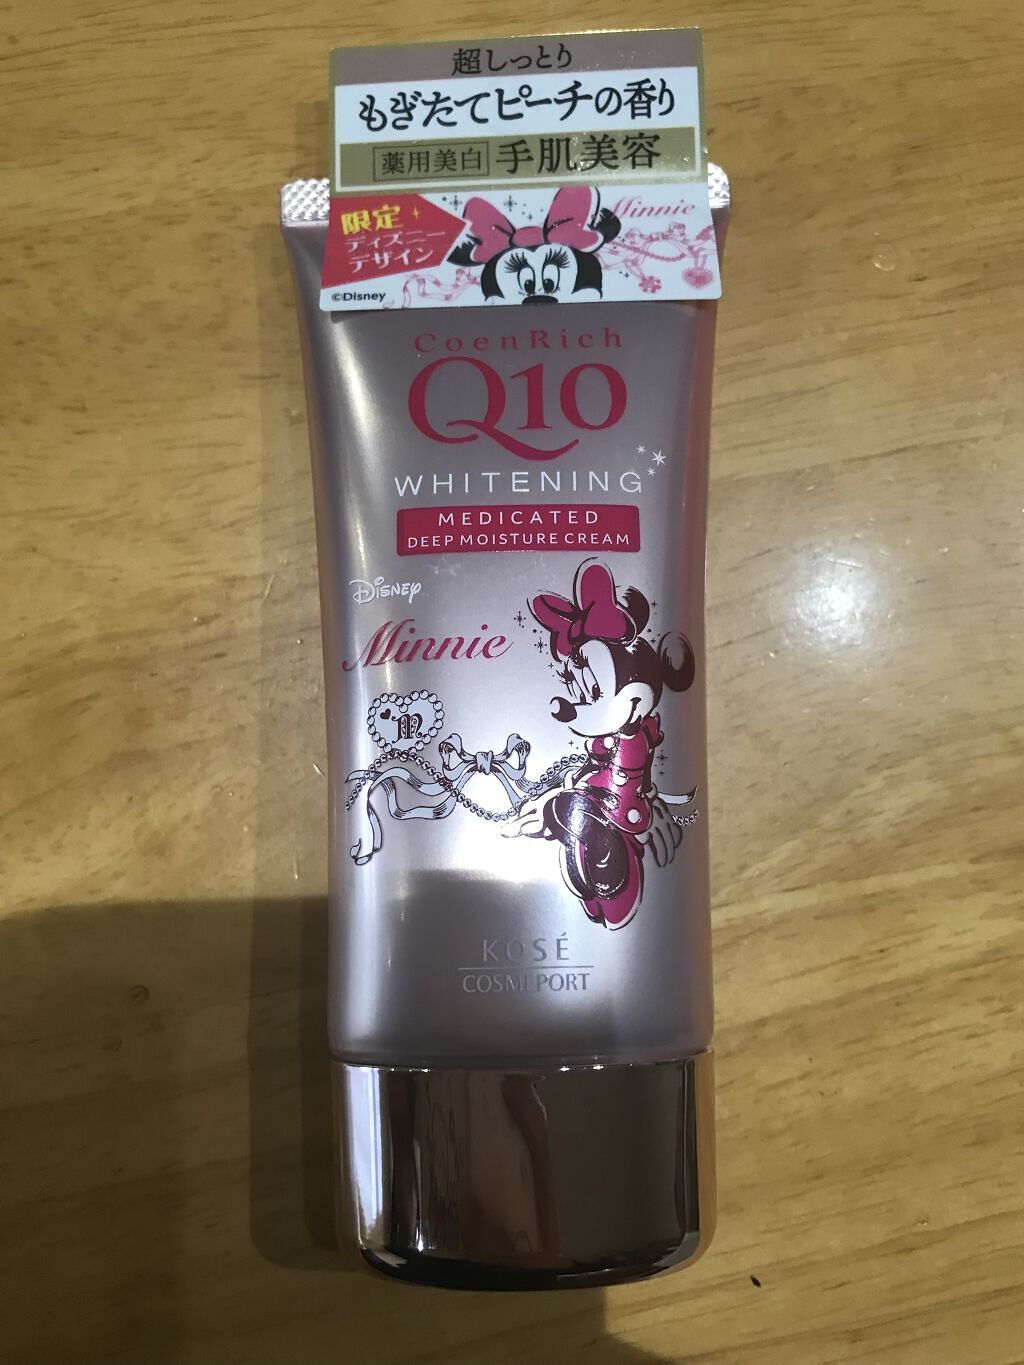 超しっとり
もぎたてピーチの香り
薬用美白 手肌美容
限定
ディズニー
デザイン
Minnie
©Disney
CoenRich
Q10
WHITENING
MEDICATED
DEEP MOISTURE CREAM
Disney
Minnie
m
KOSÉ
COSMEPORT